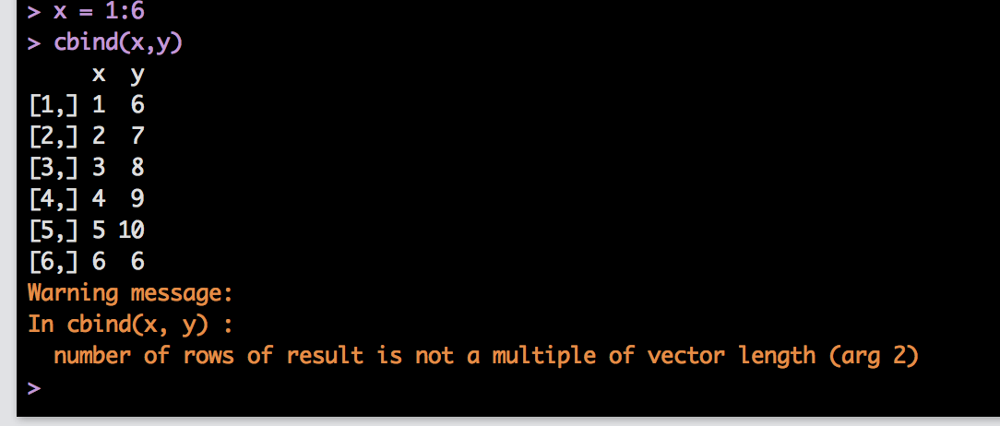 > x = 1:6
> cbind(x,y)
     x  y
[1,] 1  6
[2,] 2  7
[3,] 3  8
[4,] 4  9
[5,] 5 10
[6,] 6  6
Warning message:
In cbind(x, y) :
  number of rows of result is not a multiple of vector length (arg 2)
>